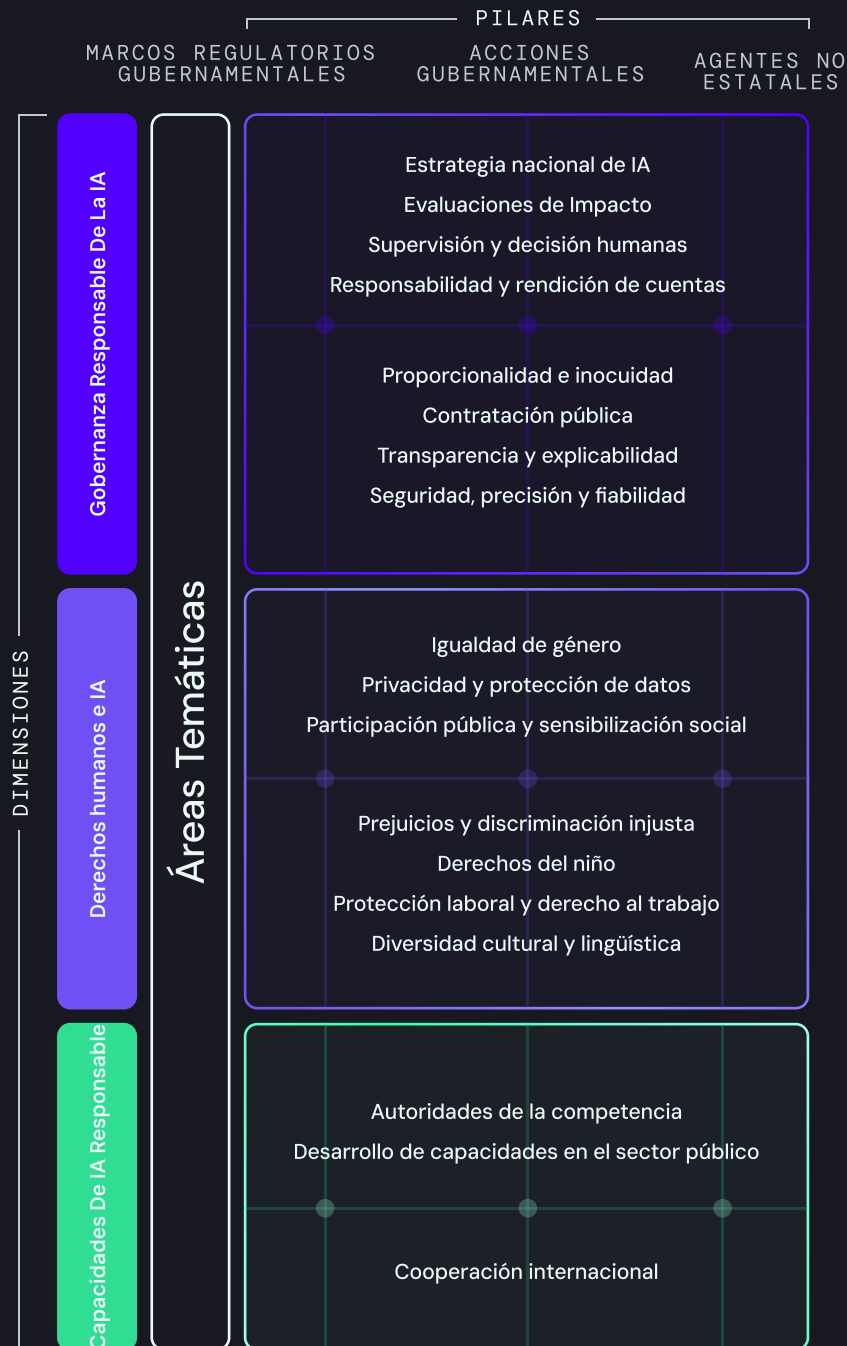 PILARES
MARCOS REGULATORIOS
GUBERNAMENTALES
ACCIONES
GUBERNAMENTALES
AGENTES NO
ESTATALES
DIMENSIONES
Áreas Temáticas
Gobernanza Responsable De La IA
Estrategia nacional de IA
Evaluaciones de Impacto
Supervisión y decisión humanas
Responsabilidad y rendición de cuentas
Proporcionalidad e inocuidad
Contratación pública
Transparencia y explicabilidad
Seguridad, precisión y fiabilidad
Derechos humanos e IA
Igualdad de género
Privacidad y protección de datos
Participación pública y sensibilización social
Prejuicios y discriminación injusta
Derechos del niño
Protección laboral y derecho al trabajo
Diversidad cultural y lingüística
Capacidades De IA Responsable
Autoridades de la competencia
Desarrollo de capacidades en el sector público
Cooperación internacional